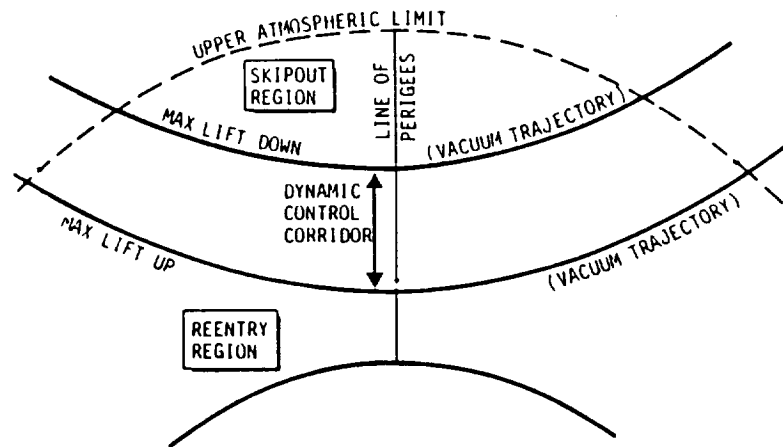 UPPER ATMOSPHERIC LIMIT
SKIPOUT
REGION
LINE OF
PERIGEES
MAX LIFT DOWN
(VACUUM TRAJECTORY)
DYNAMIC
CONTROL
CORRIDOR
MAX LIFT UP
(VACUUM TRAJECTORY)
REENTRY
REGION